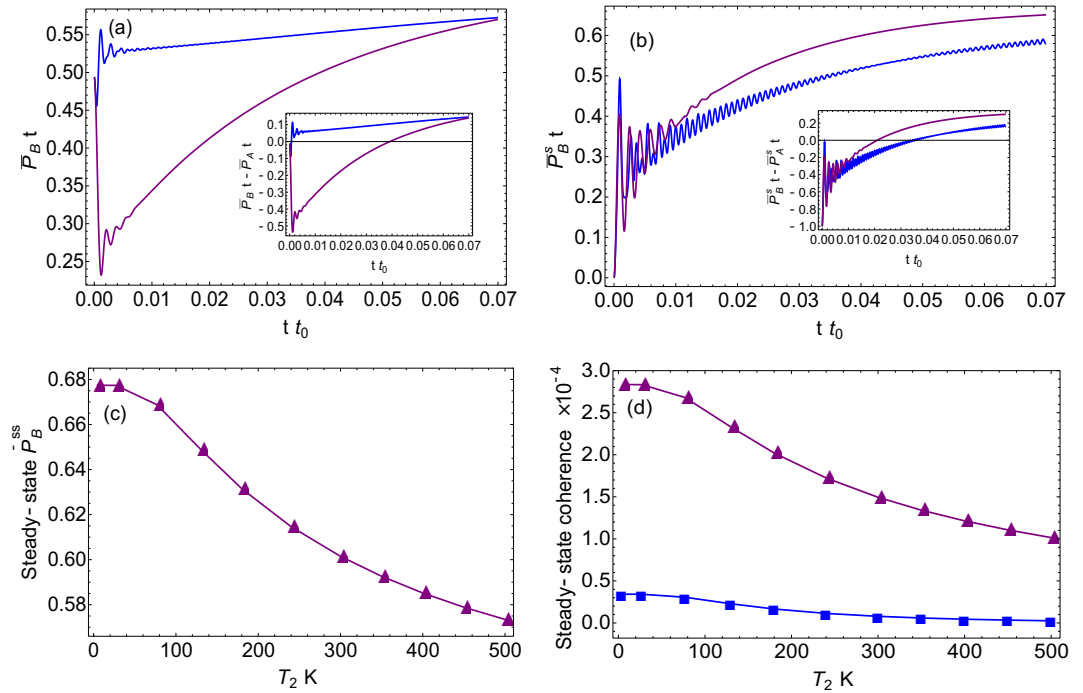 (a)
0.55
0.50
0.45
0.40
0.35
0.30
0.25
P̅_B t
0.00 0.01 0.02 0.03 0.04 0.05 0.06 0.07
t t₀
0.1
0.0
- 0.1
- 0.2
- 0.3
- 0.4
- 0.5
P̅_B t - P̅_A t
0.00 0.01 0.02 0.03 0.04 0.05 0.06 0.07
t t₀
(b)
0.6
0.5
0.4
0.3
0.2
0.1
0.0
P̅_B^s t
0.00 0.01 0.02 0.03 0.04 0.05 0.06 0.07
t t₀
0.2
0.0
- 0.2
- 0.4
- 0.6
- 0.8
- 1.0
P̅_B^s t - P̅_A^s t
0.00 0.01 0.02 0.03 0.04 0.05 0.06 0.07
t t₀
(c)
0.68
0.66
0.64
0.62
0.60
0.58
Steady- state P̅_B^ss
0 100 200 300 400 500
T₂ K
(d)
3.0
2.5
2.0
1.5
1.0
0.5
0.0
Steady- state coherence ×10⁻⁴
0 100 200 300 400 500
T₂ K